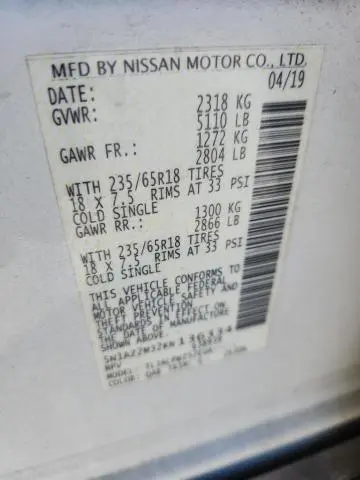 MFD BY NISSAN MOTOR CO., LTD.
DATE: 04/19
GVWR: 2318 KG
5110 LB
GAWR FR.: 1272 KG
2804 LB
WITH 235/65R18 TIRES
18 X 7.5 RIMS AT 33 PSI
COLD SINGLE
GAWR RR.: 1300 KG
2866 LB
WITH 235/65R18 TIRES
18 X 7.5 RIMS AT 33 PSI
COLD SINGLE
THIS VEHICLE CONFORMS TO
ALL APPLICABLE FEDERAL
MOTOR VEHICLE SAFETY AND
THEFT PREVENTION
STANDARDS IN EFFECT ON
THE DATE OF MANUFACTURE
SHOWN ABOVE.
MPV
MODEL:
COLOR: